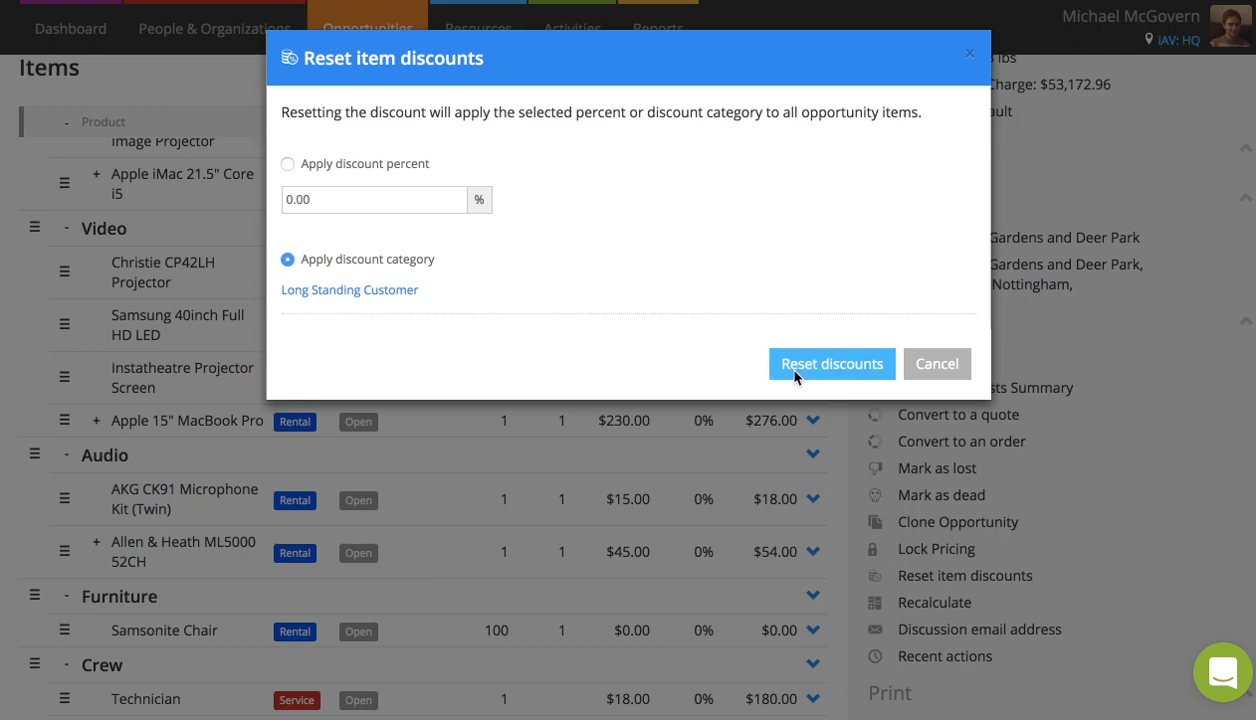 Dashboard
People & Organizations
Opportunities
Resources
Activities
Reports
Michael McGovern
iAV: HQ
Items
Reset item discounts
×
lbs
Charge: $53,172.96
ault
- Product
Image Projector
+ Apple iMac 21.5" Core
i5
Resetting the discount will apply the selected percent or discount category to all opportunity items.
Apply discount percent
0.00 %
Apply discount category
Long Standing Customer
Reset discounts
Cancel
- Video
Christie CP42LH
Projector
Samsung 40inch Full
HD LED
Instatheatre Projector
Screen
+ Apple 15" MacBook Pro Rental Open 1 1 $230.00 0% $276.00
- Audio
AKG CK91 Microphone
Kit (Twin) Rental Open 1 1 $15.00 0% $18.00
+ Allen & Heath ML5000
52CH Rental Open 1 1 $45.00 0% $54.00
- Furniture
Samsonite Chair Rental Open 100 1 $0.00 0% $0.00
- Crew
Technician Service Open 1 $18.00 0% $180.00
Gardens and Deer Park
Gardens and Deer Park,
Nottingham,
sts Summary
Convert to a quote
Convert to an order
Mark as lost
Mark as dead
Clone Opportunity
Lock Pricing
Reset item discounts
Recalculate
Discussion email address
Recent actions
Print